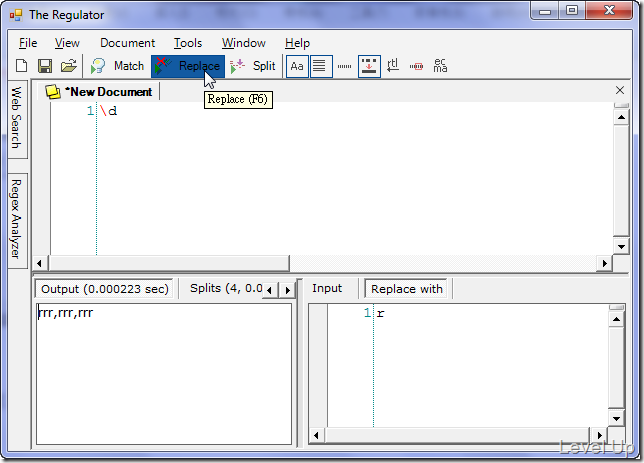 The Regulator
File View Document Tools Window Help
Match Replace Split Aa rtl ec ma
*New Document
Replace (F6)
Web Search
Regex Analyzer
1 \d
Output (0.000223 sec) Splits (4, 0.0
rrr,rrr,rrr
Input Replace with
1 r
Level Up